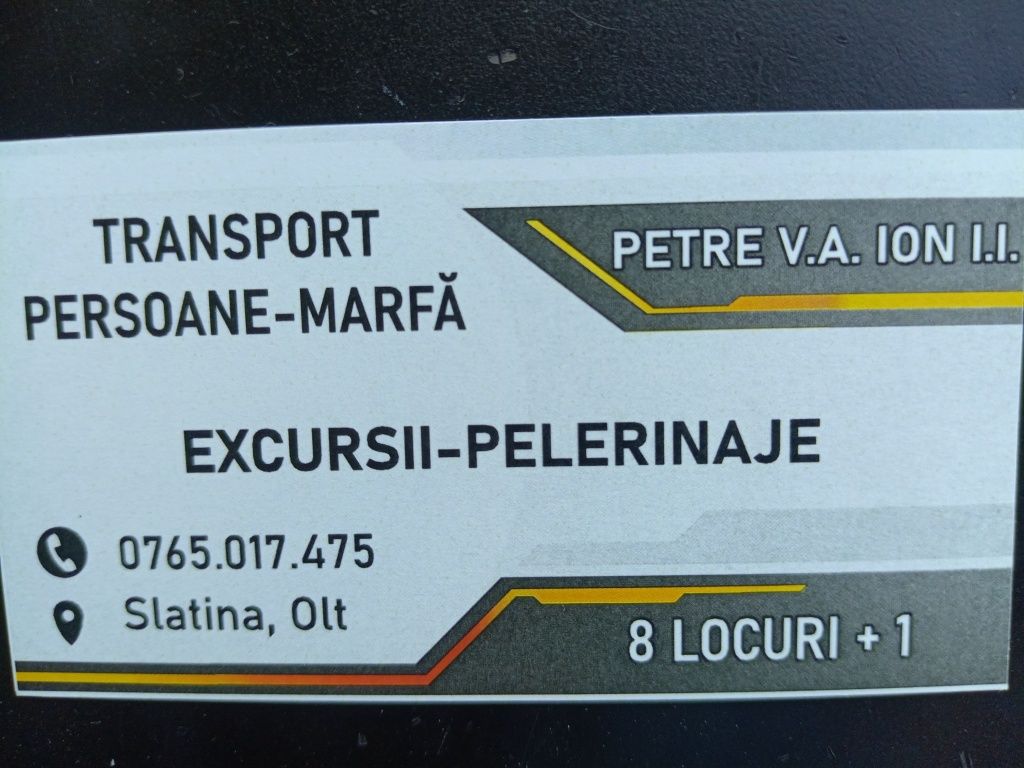 TRANSPORT
PERSOANE-MARFĂ
PETRE V.A. ION I.I.
EXCURSII-PELERINAJE
0765.017.475
Slatina, Olt
8 LOCURI + 1